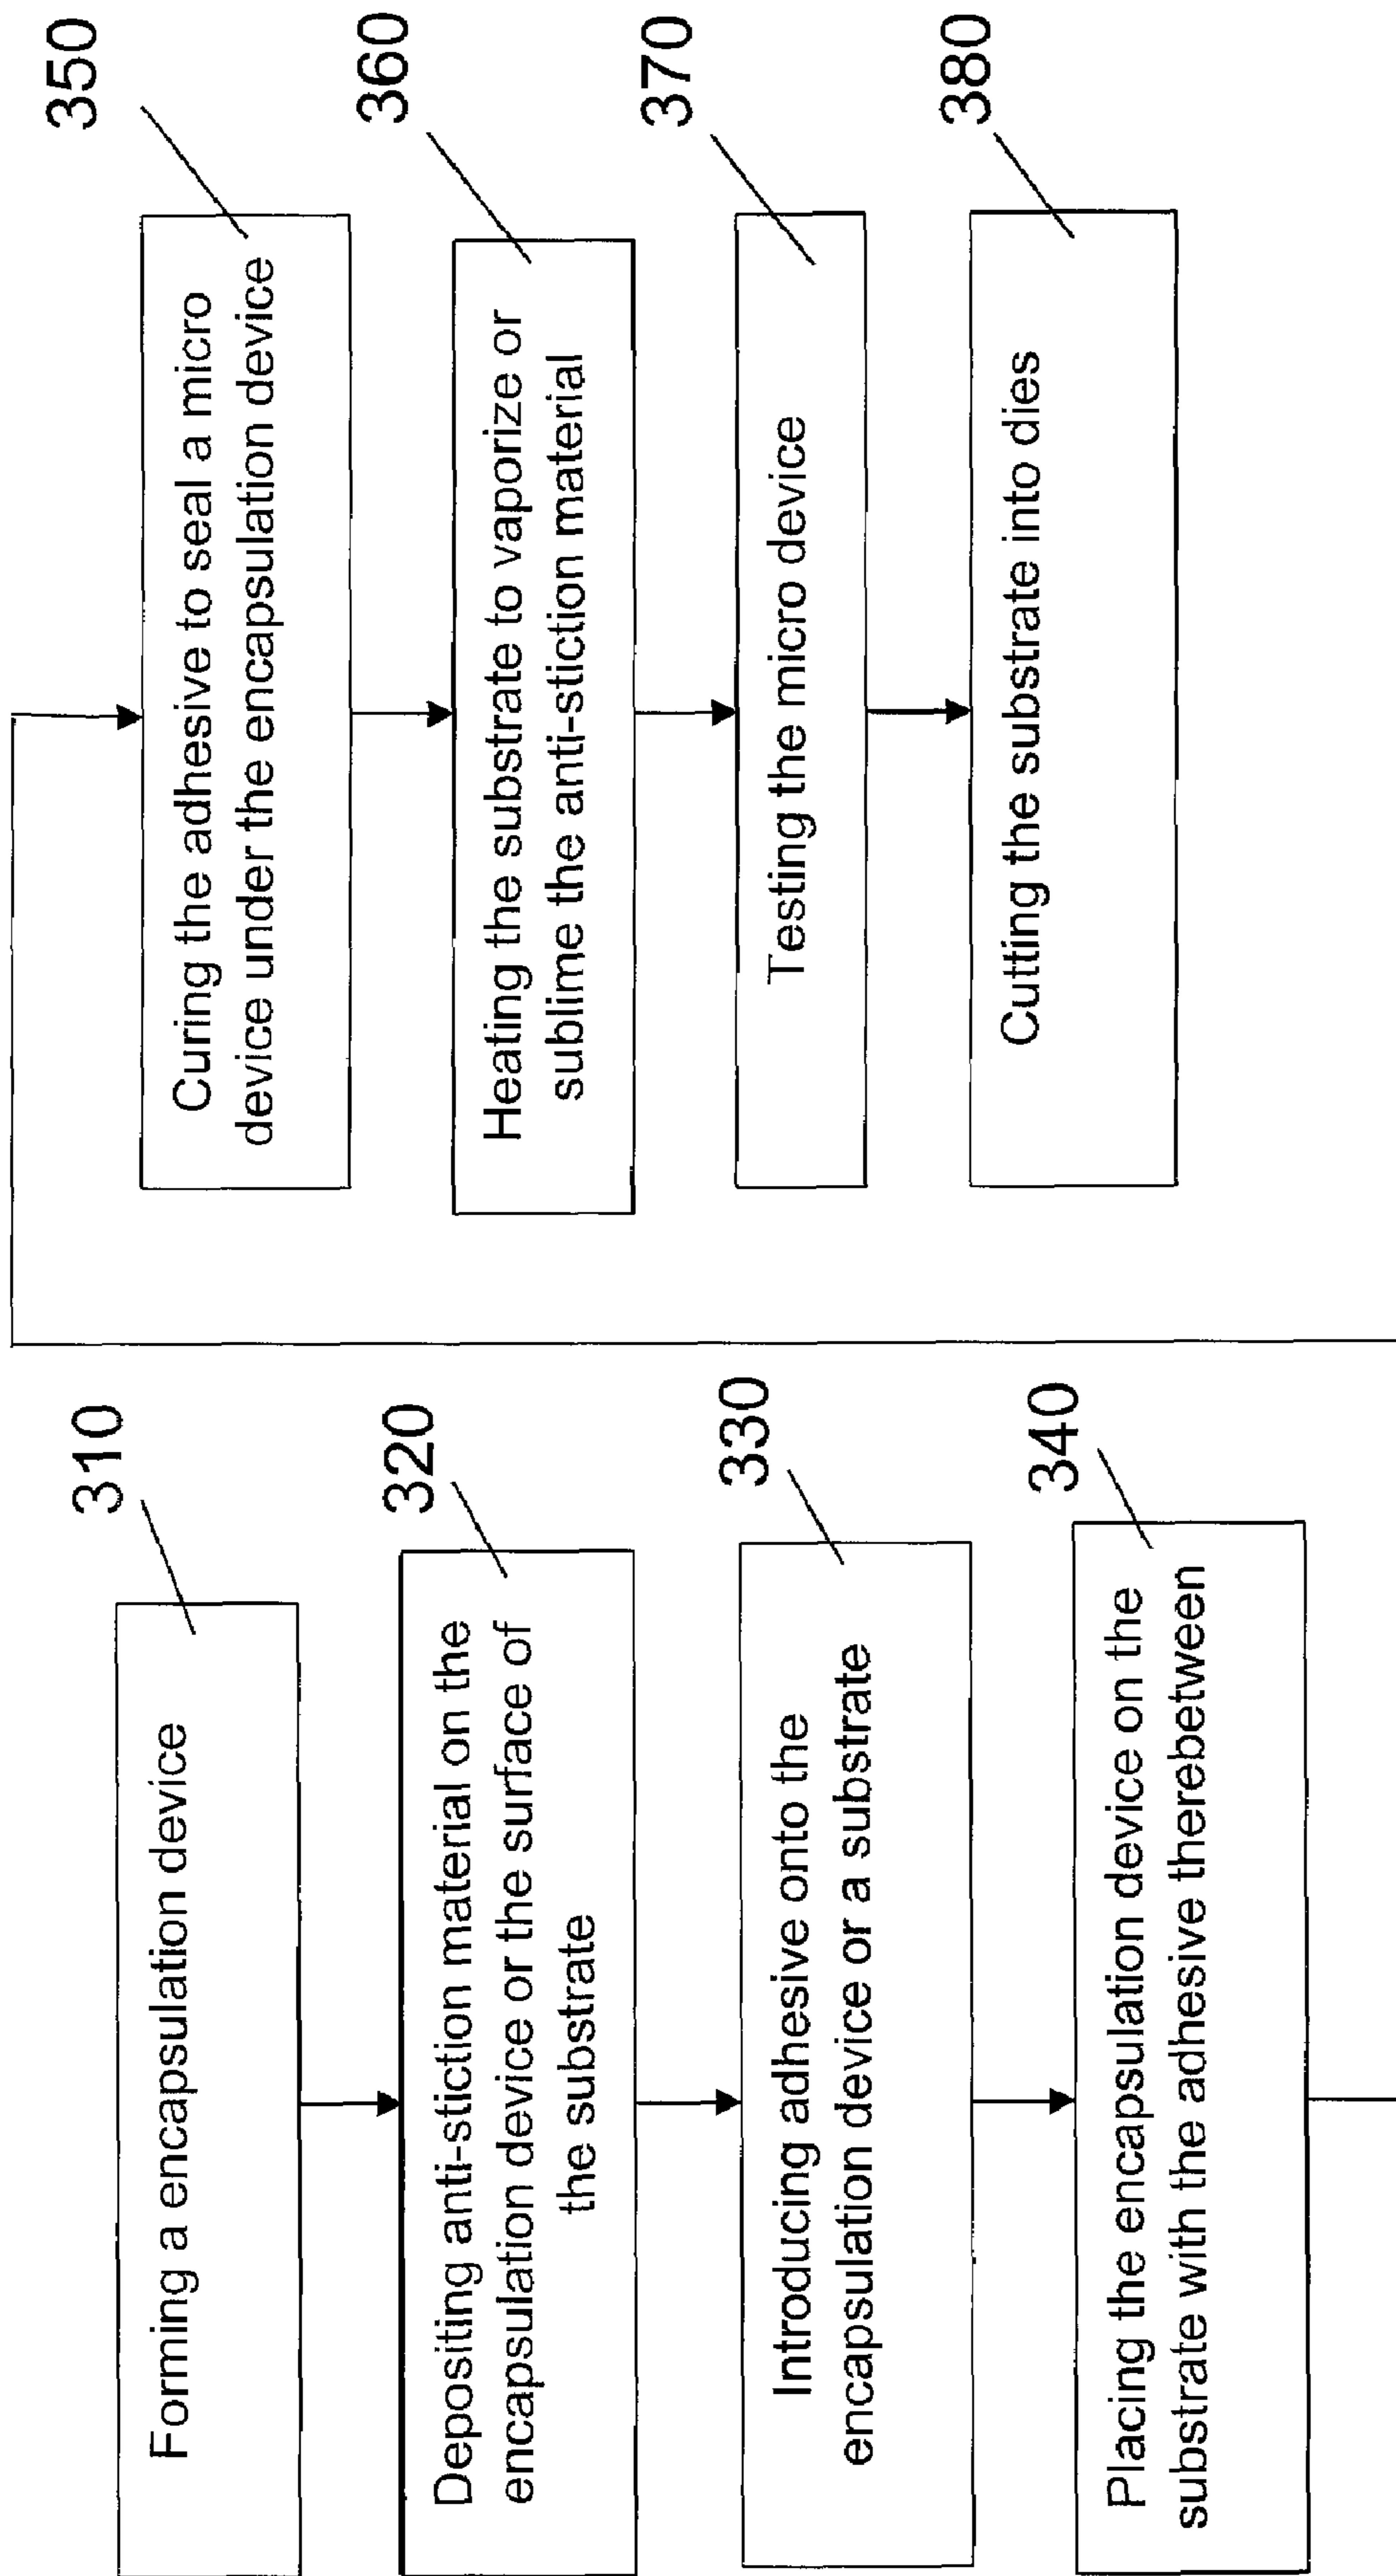 310
Forming a encapsulation device
320
Depositing anti-stiction material on the
encapsulation device or the surface of
the substrate
330
Introducing adhesive onto the
encapsulation device or a substrate
340
Placing the encapsulation device on the
substrate with the adhesive therebetween
350
Curing the adhesive to seal a micro
device under the encapsulation device
360
Heating the substrate to vaporize or
sublime the anti-stiction material
370
Testing the micro device
380
Cutting the substrate into dies